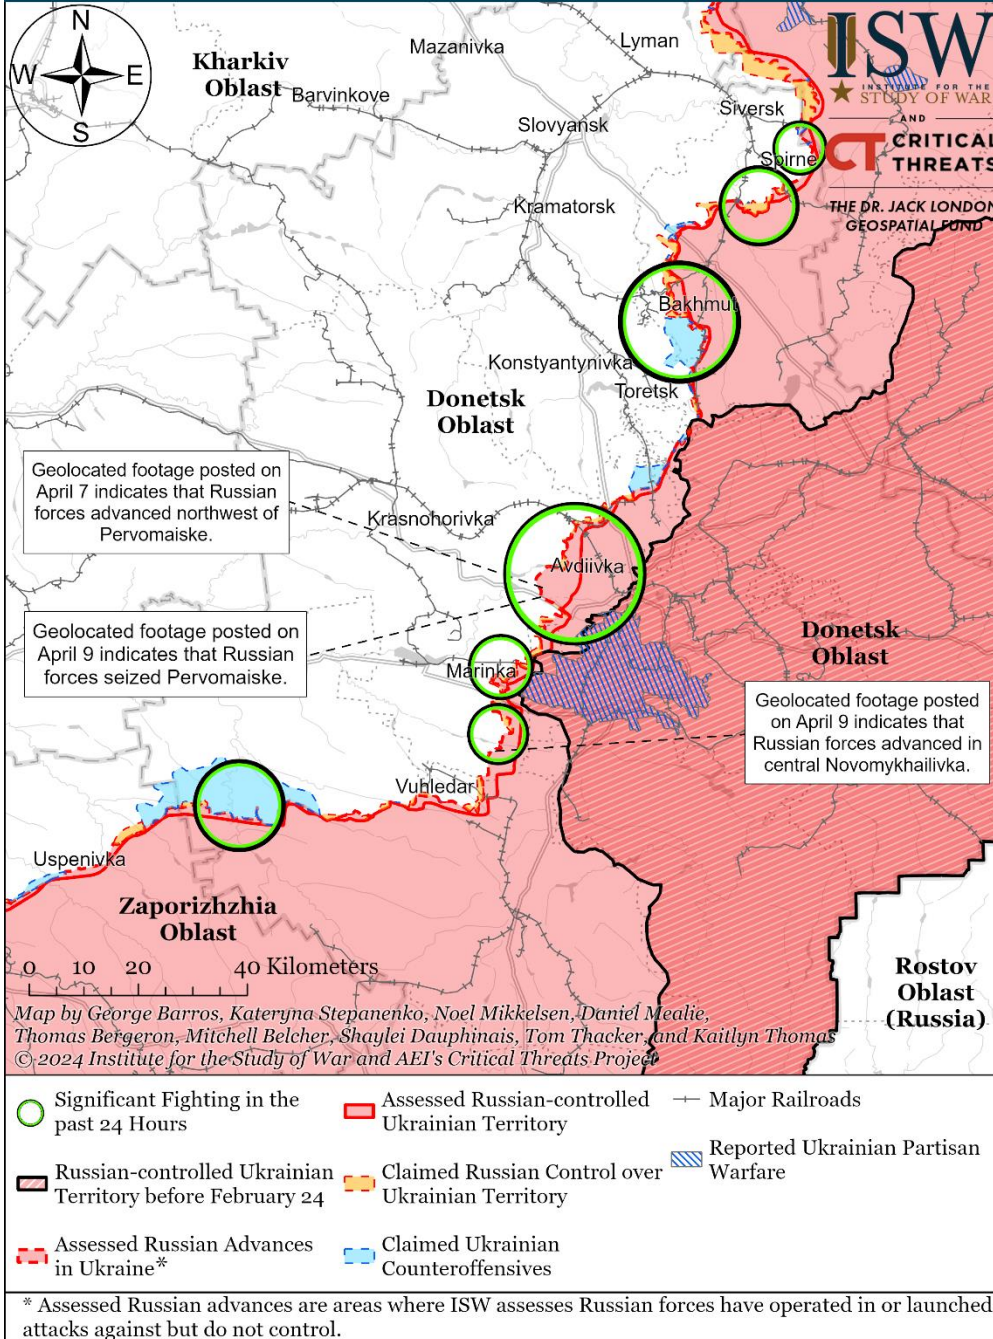 N
W
E
S
Kharkiv
Oblast
Mazanivka
Lyman
Barvinkove
Slovyansk
Siversk
Spirne
Kramatorsk
ISW
INSTITUTE FOR THE
STUDY OF WAR
AND
CT CRITICAL
THREATS
THE DR. JACK LONDON
GEOSPATIAL FUND
Bakhmut
Konstyantynivka
Toretsk
Donetsk
Oblast
Geolocated footage posted on
April 7 indicates that Russian
forces advanced northwest of
Pervomaiske.
Krasnohorivka
Avdiivka
Geolocated footage posted on
April 9 indicates that Russian
forces seized Pervomaiske.
Donetsk
Oblast
Marinka
Geolocated footage posted
on April 9 indicates that
Russian forces advanced in
central Novomykhailivka.
Vuhledar
Uspenivka
Zaporizhzhia
Oblast
Rostov
Oblast
(Russia)
0 10 20 40 Kilometers
Map by George Barros, Kateryna Stepanenko, Noel Mikkelsen, Daniel Mealie,
Thomas Bergeron, Mitchell Belcher, Shaylei Dauphinais, Tom Thacker, and Kaitlyn Thomas
© 2024 Institute for the Study of War and AEI's Critical Threats Project
Significant Fighting in the
past 24 Hours
Russian-controlled Ukrainian
Territory before February 24
Assessed Russian Advances
in Ukraine*
Assessed Russian-controlled
Ukrainian Territory
Claimed Russian Control over
Ukrainian Territory
Claimed Ukrainian
Counteroffensives
Major Railroads
Reported Ukrainian Partisan
Warfare
* Assessed Russian advances are areas where ISW assesses Russian forces have operated in or launched
attacks against but do not control.